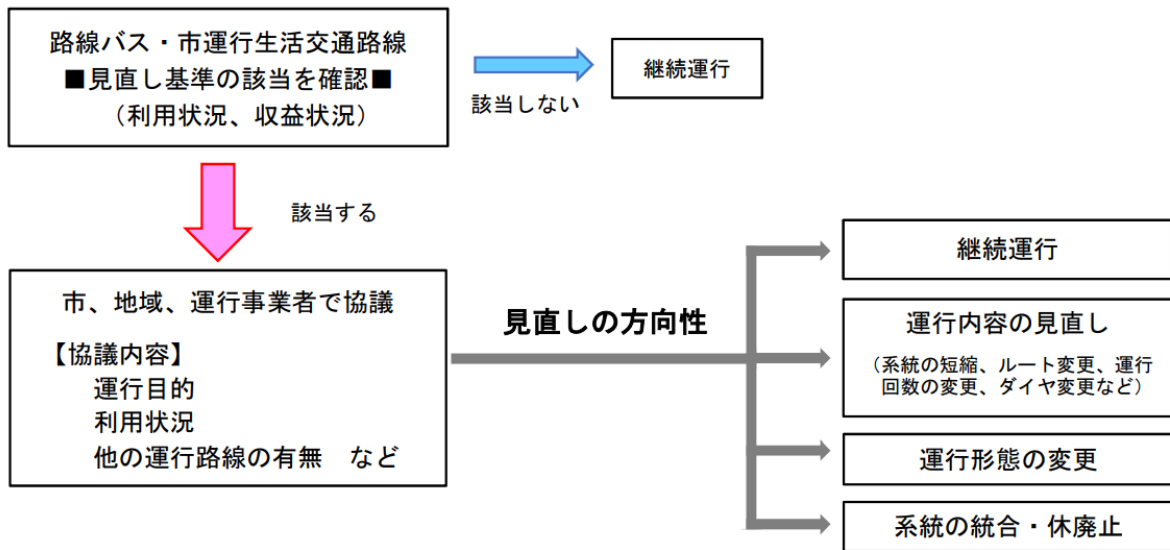 路線バス・市運行生活交通路線
■見直し基準の該当を確認■
（利用状況、収益状況）
該当しない
継続運行
該当する
市、地域、運行事業者で協議
【協議内容】
運行目的
利用状況
他の運行路線の有無　など
見直しの方向性
継続運行
運行内容の見直し
（系統の短縮、ルート変更、運行
回数の変更、ダイヤ変更など）
運行形態の変更
系統の統合・休廃止